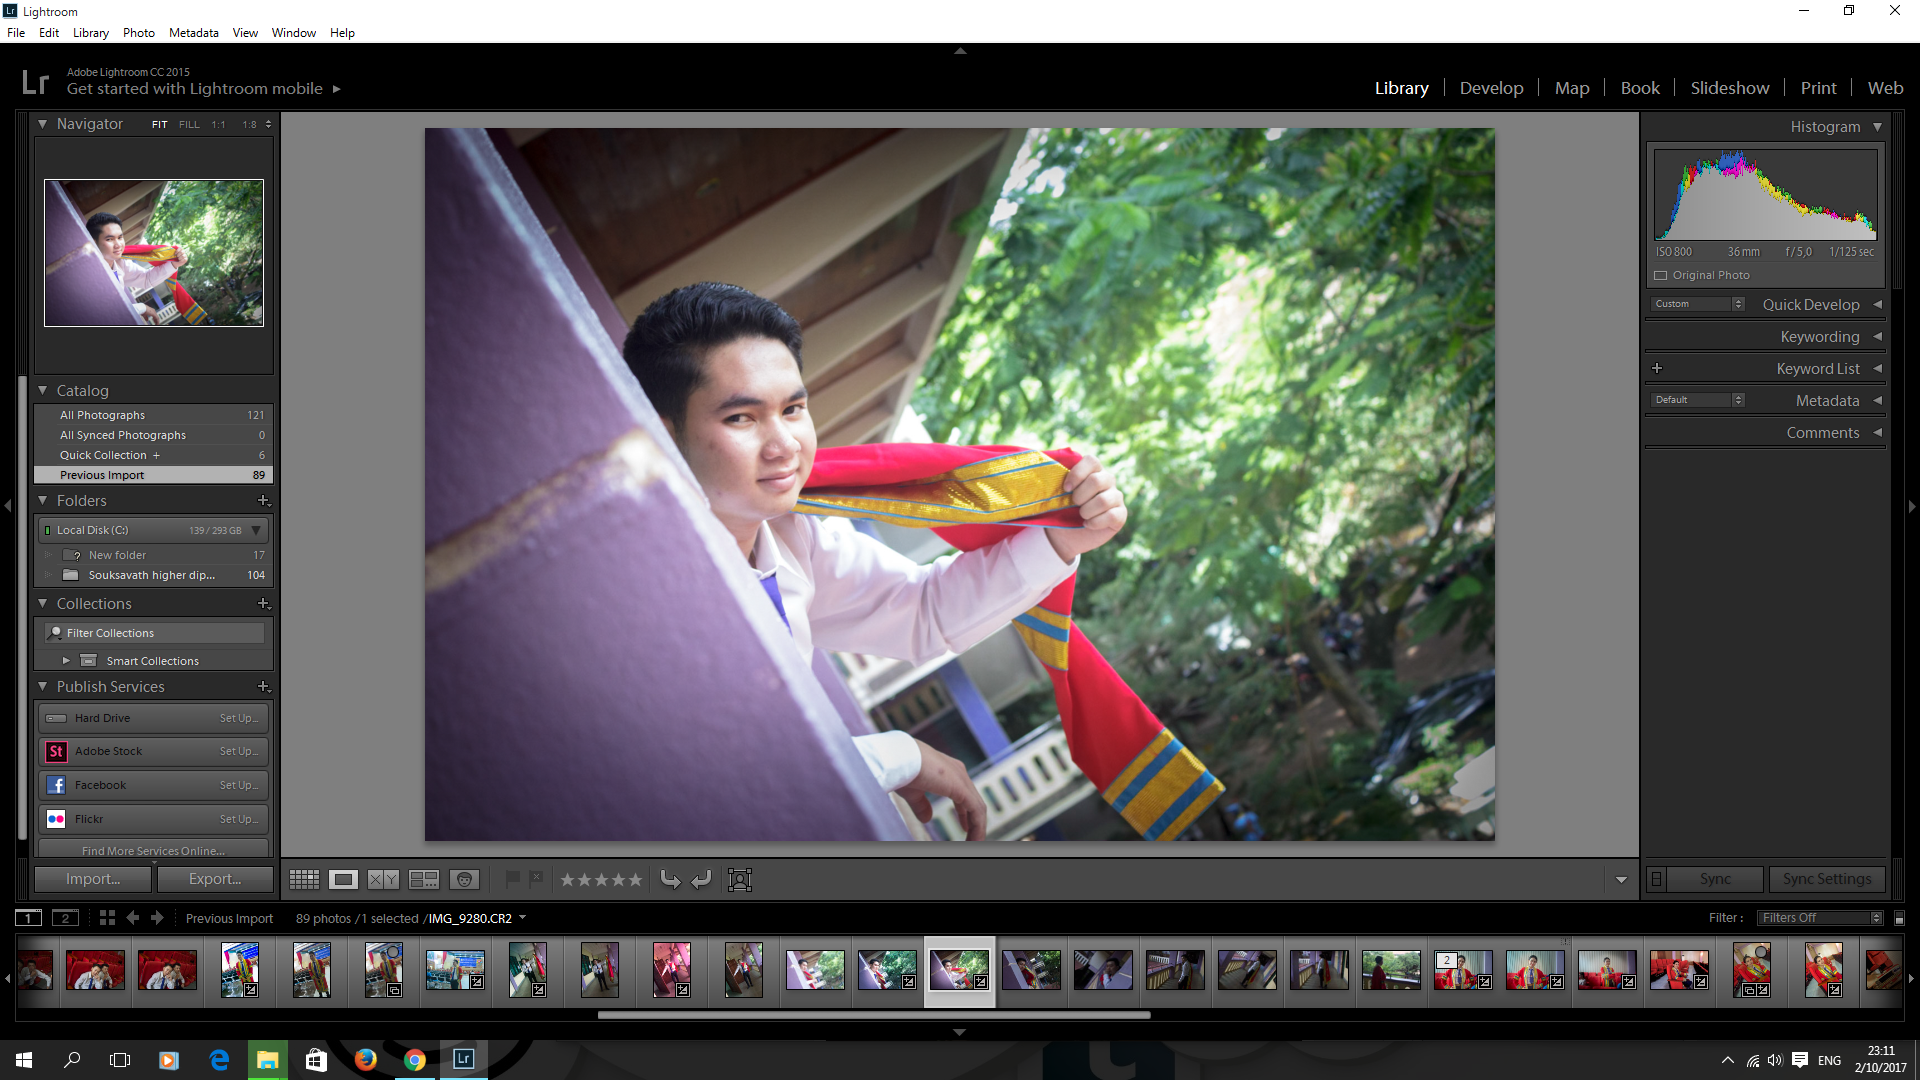 Lr Lightroom
File Edit Library Photo Metadata View Window Help
Lr Adobe Lightroom CC 2015
Get started with Lightroom mobile
Library Develop Map Book Slideshow Print Web
Navigator FIT FILL 1:1 1:8
Histogram
ISO 800 36 mm f / 5,0 1/125 sec
Original Photo
Custom Quick Develop
Keywording
Keyword List
Default Metadata
Comments
Catalog
All Photographs 121
All Synced Photographs 0
Quick Collection + 6
Previous Import 89
Folders
Local Disk (C:) 139 / 293 GB
? New folder 17
Souksavath higher dip... 104
Collections
Filter Collections
Smart Collections
Publish Services
Hard Drive Set Up...
St Adobe Stock Set Up...
f Facebook Set Up...
Flickr Set Up...
Find More Services Online...
Import... Export...
X Y
Sync Sync Settings
1 2 Previous Import 89 photos / 1 selected / IMG_9280.CR2
Filter : Filters Off
2
Lr
ENG
23:11
2/10/2017